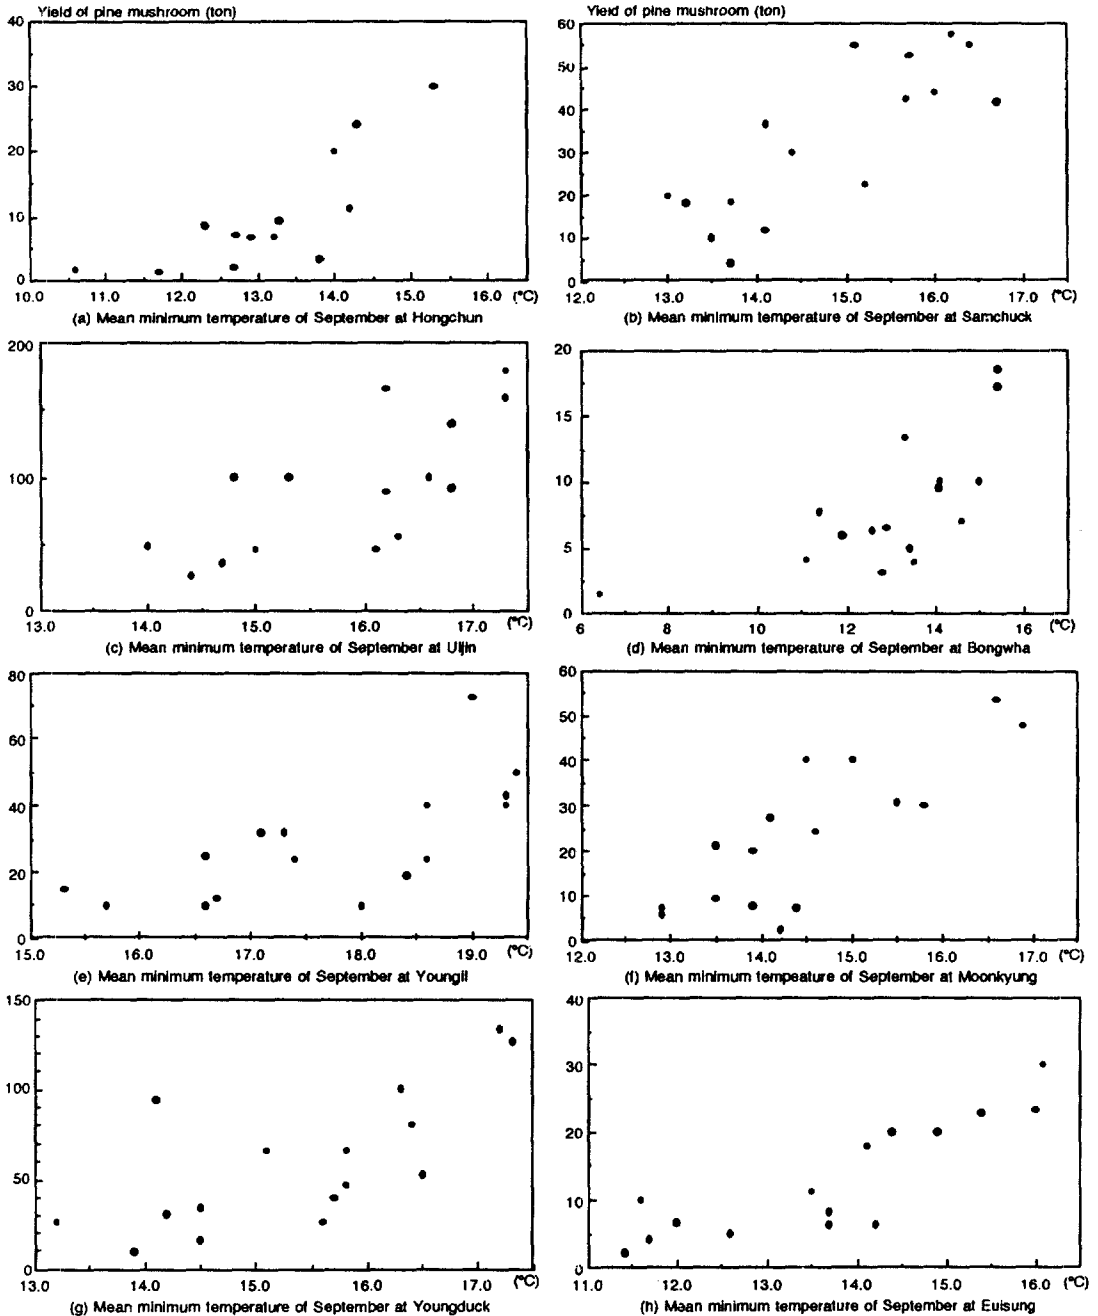 Yield of pine mushroom (ton)
40
30
20
10
0
10.0 11.0 12.0 13.0 14.0 15.0 16.0 (°C)
(a) Mean minimum temperature of September at Hongchun
Yield of pine mushroom (ton)
60
50
40
30
20
10
0
12.0 13.0 14.0 15.0 16.0 17.0 (°C)
(b) Mean minimum temperature of September at Samchuck
200
100
0
13.0 14.0 15.0 16.0 17.0 (°C)
(c) Mean minimum temperature of September at Uljin
20
15
10
5
0
6 8 10 12 14 16 (°C)
(d) Mean minimum temperature of September at Bongwha
80
60
40
20
0
15.0 16.0 17.0 18.0 19.0 (°C)
(e) Mean minimum temperature of September at Youngil
60
50
40
30
20
10
0
12.0 13.0 14.0 15.0 16.0 17.0 (°C)
(f) Mean minimum tempeature of September at Moonkyung
150
100
50
0
13.0 14.0 15.0 16.0 17.0 (°C)
(g) Mean minimum temperature of September at Youngduck
40
30
20
10
0
11.0 12.0 13.0 14.0 15.0 16.0 (°C)
(h) Mean minimum temperature of September at Euisung